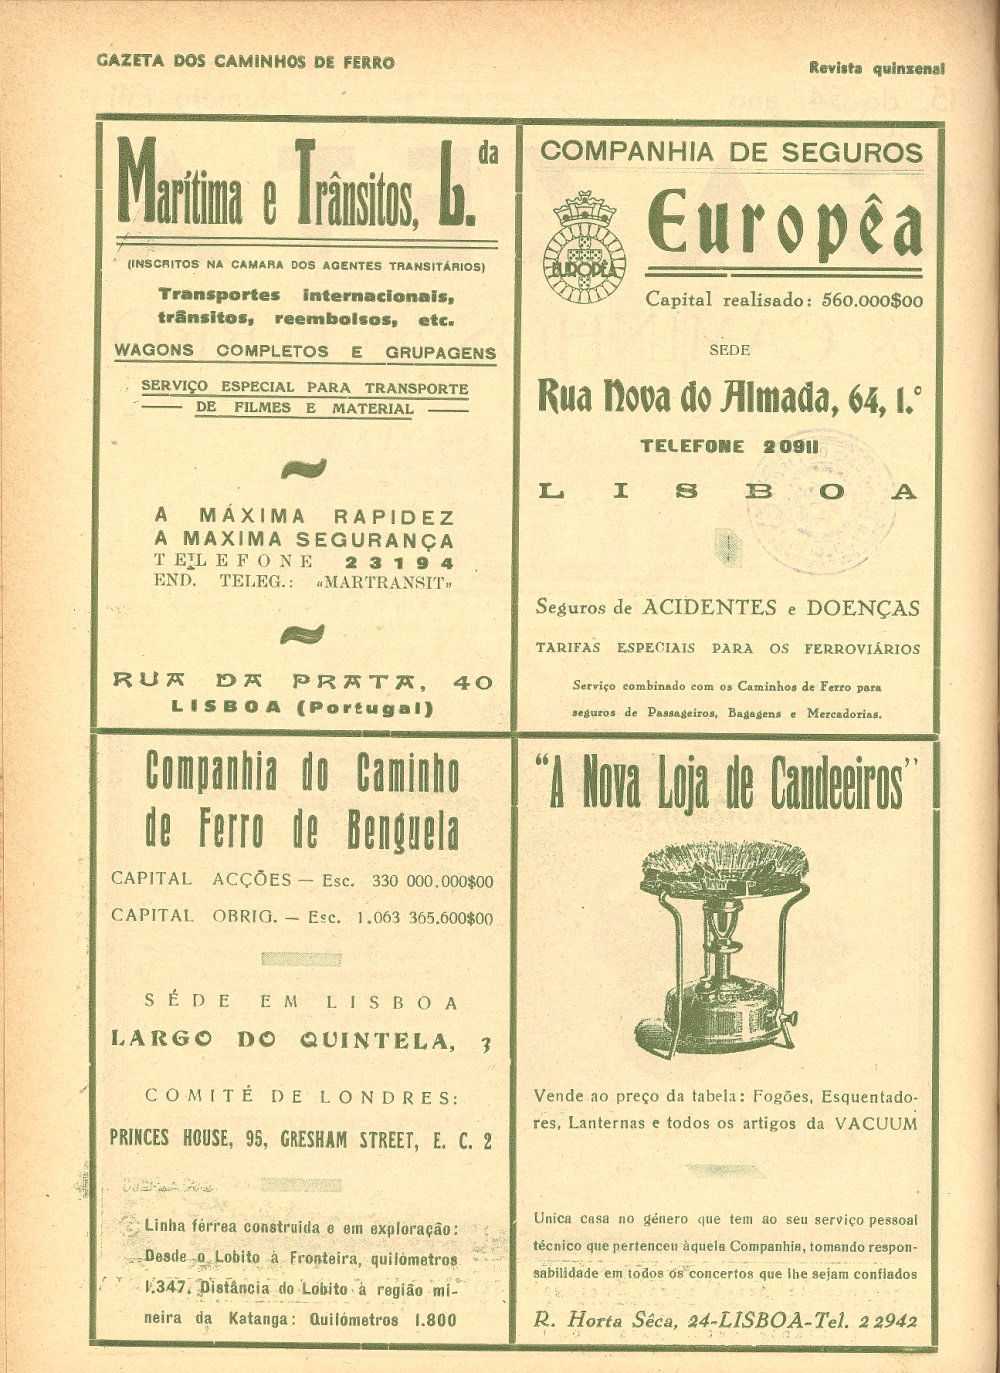 GAZETA DOS CAMINHOS DE FERRO
Revista quinzenal
Marítima e Trânsitos, L.da
(INSCRITOS NA CAMARA DOS AGENTES TRANSITÁRIOS)
Transportes internacionais,
trânsitos, reembolsos, etc.
WAGONS COMPLETOS E GRUPAGENS
SERVIÇO ESPECIAL PARA TRANSPORTE
DE FILMES E MATERIAL
A MÁXIMA RAPIDEZ
A MAXIMA SEGURANÇA
TELEFONE 23194
END. TELEG.: «MARTRANSIT»
RUA DA PRATA, 40
LISBOA (Portugal)
COMPANHIA DE SEGUROS
EUROPÊA
Europêa
Capital realisado: 560.000$00
SEDE
Rua Nova do Almada, 64, 1.º
TELEFONE 20911
LISBOA
Seguros de ACIDENTES e DOENÇAS
TARIFAS ESPECIAIS PARA OS FERROVIÁRIOS
Serviço combinado com os Caminhos de Ferro para
seguros de Passageiros, Bagagens e Mercadorias.
Companhia do Caminho
de Ferro de Benguela
CAPITAL ACÇÕES — Esc. 330 000.000$00
CAPITAL OBRIG. — Esc. 1.063 365.600$00
SÉDE EM LISBOA
LARGO DO QUINTELA, 3
COMITÉ DE LONDRES:
PRINCES HOUSE, 95, GRESHAM STREET, E. C. 2
Linha férrea construida e em exploração:
Desde o Lobito à Fronteira, quilómetros
1.347. Distância do Lobito à região mi-
neira da Katanga: Quilómetros 1.800
“A Nova Loja de Candeeiros”
Vende ao preço da tabela: Fogões, Esquentado-
res, Lanternas e todos os artigos da VACUUM
Unica casa no género que tem ao seu serviço pessoal
técnico que pertenceu àquela Companhia, tomando respon-
sabilidade em todos os concertos que lhe sejam confiados
R. Horta Sêca, 24-LISBOA-Tel. 22942